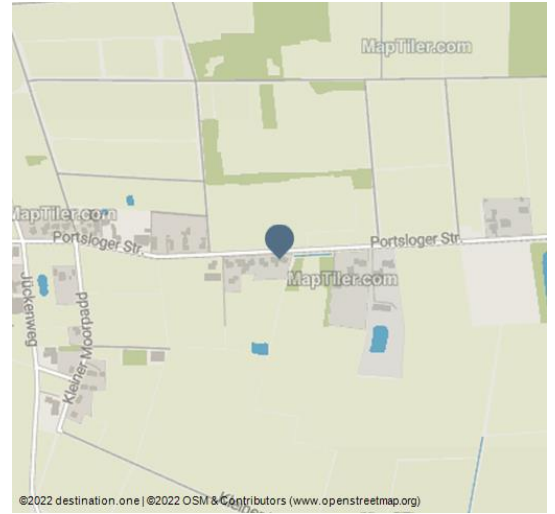 MapTiler.com
MapTiler.com
Portsloger Str.
Portsloger Str.
MapTiler.com
Jückenweg
Kleiner Moorpadd
Kleiner
©2022 destination.one | ©2022 OSM & Contributors (www.openstreetmap.org)